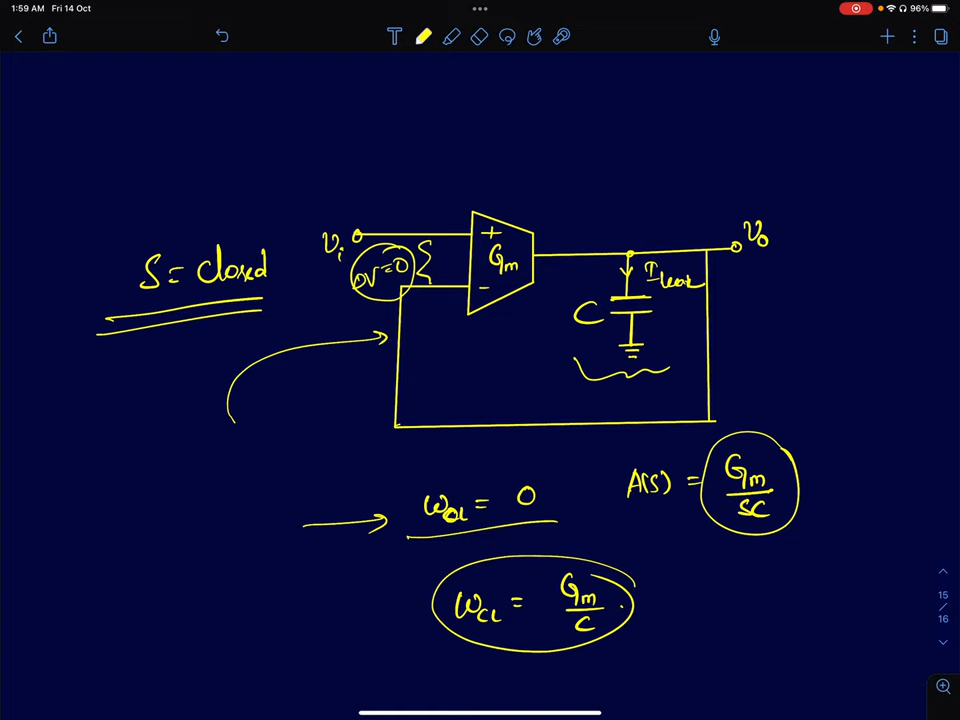 1:59 AM Fri 14 Oct
96%
T
S = closed
Vi
ΔV=0
+
Gm
-
Vo
Ileak
C
A(s) = Gm/sC
ωOL = 0
ωCL = Gm/C
15
/
16